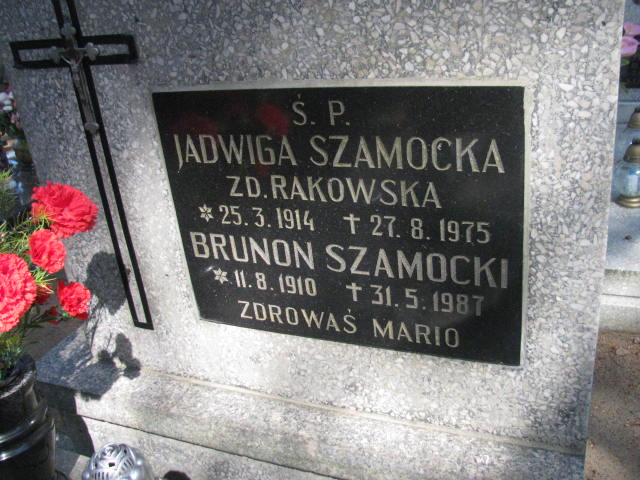 Ś. P.
JADWIGA SZAMOCKA
ZD. RAKOWSKA
25.3.1914 27.8.1975
BRUNON SZAMOCKI
11.8.1910 31.5.1987
ZDROWAŚ MARIO